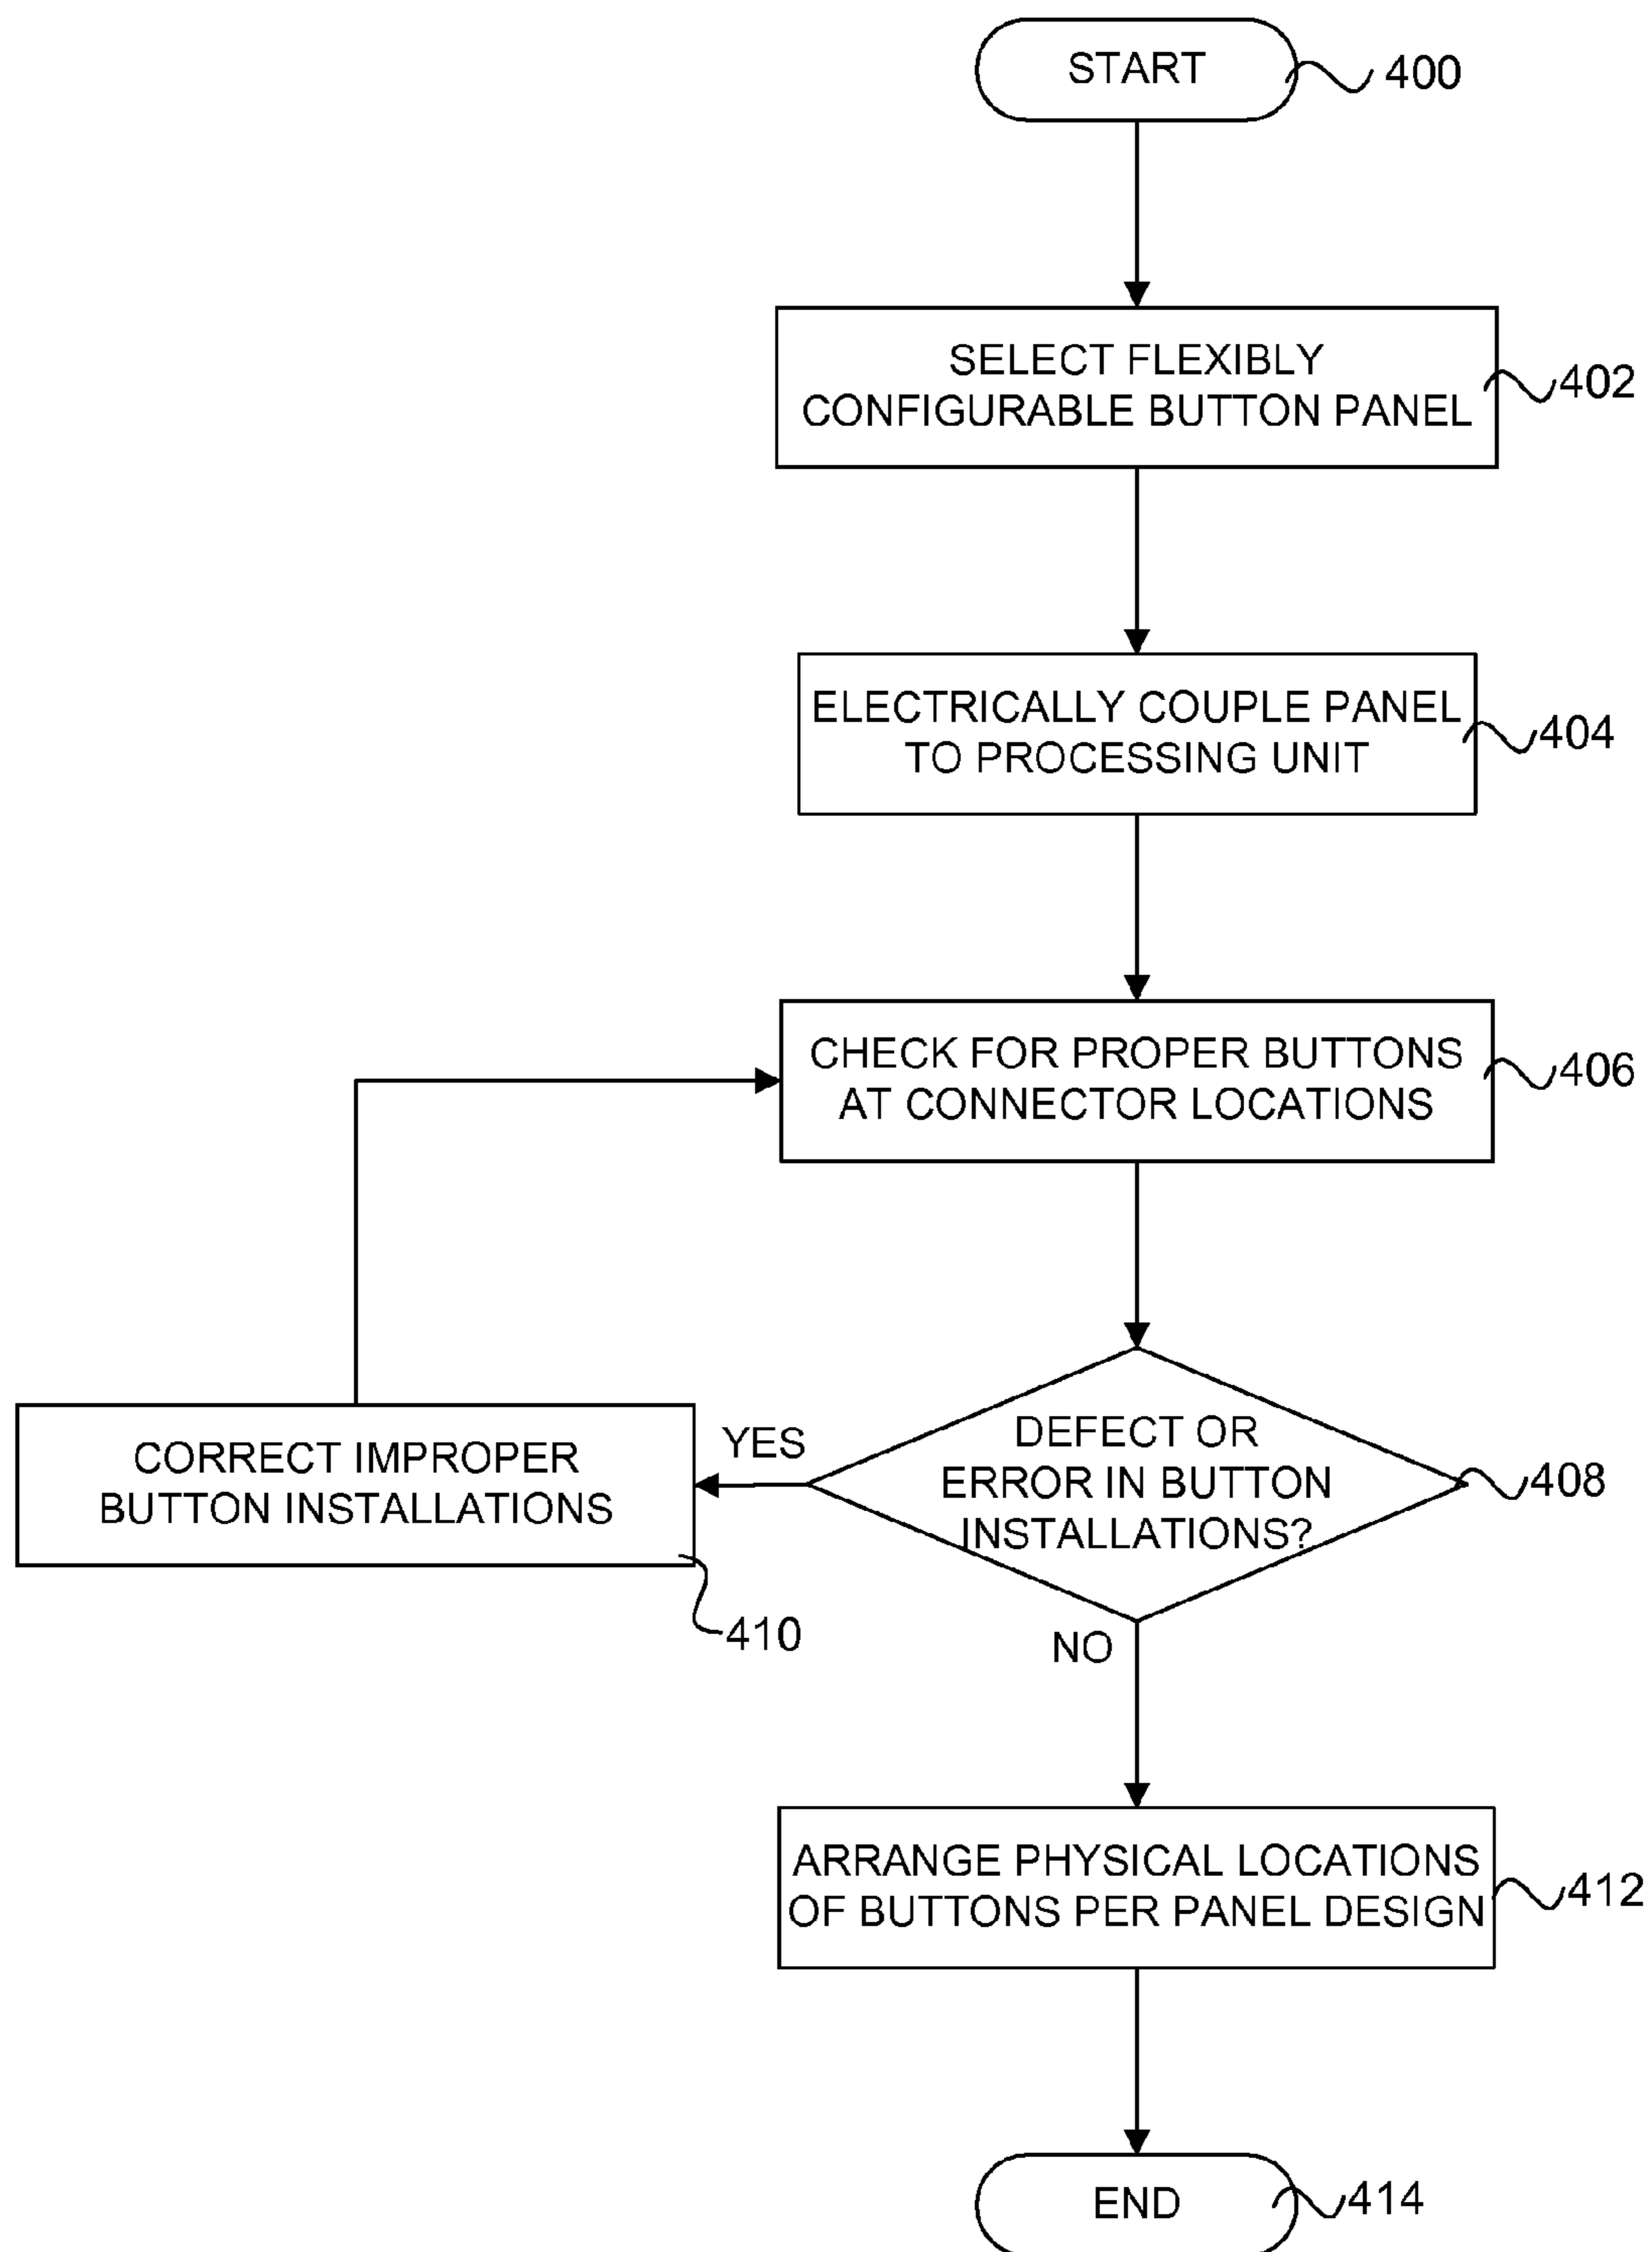 START
400
SELECT FLEXIBLY
CONFIGURABLE BUTTON PANEL
402
ELECTRICALLY COUPLE PANEL
TO PROCESSING UNIT
404
CHECK FOR PROPER BUTTONS
AT CONNECTOR LOCATIONS
406
DEFECT OR
ERROR IN BUTTON
INSTALLATIONS?
408
YES
CORRECT IMPROPER
BUTTON INSTALLATIONS
410
NO
ARRANGE PHYSICAL LOCATIONS
OF BUTTONS PER PANEL DESIGN
412
END
414